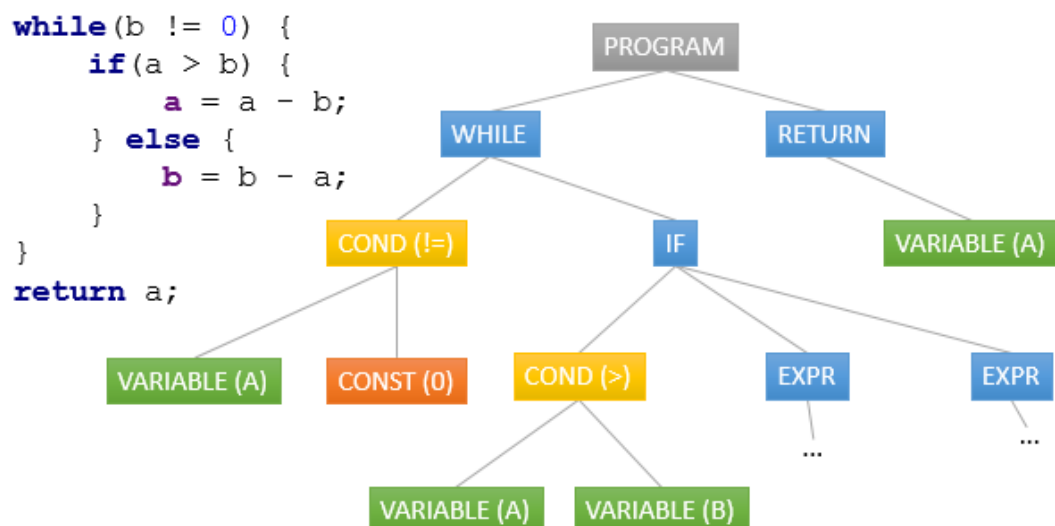 while(b != 0) {
    if(a > b) {
        a = a - b;
    } else {
        b = b - a;
    }
}
return a;
PROGRAM
WHILE
RETURN
COND (!=)
IF
VARIABLE (A)
VARIABLE (A)
CONST (0)
COND (>)
EXPR
EXPR
...
...
VARIABLE (A)
VARIABLE (B)